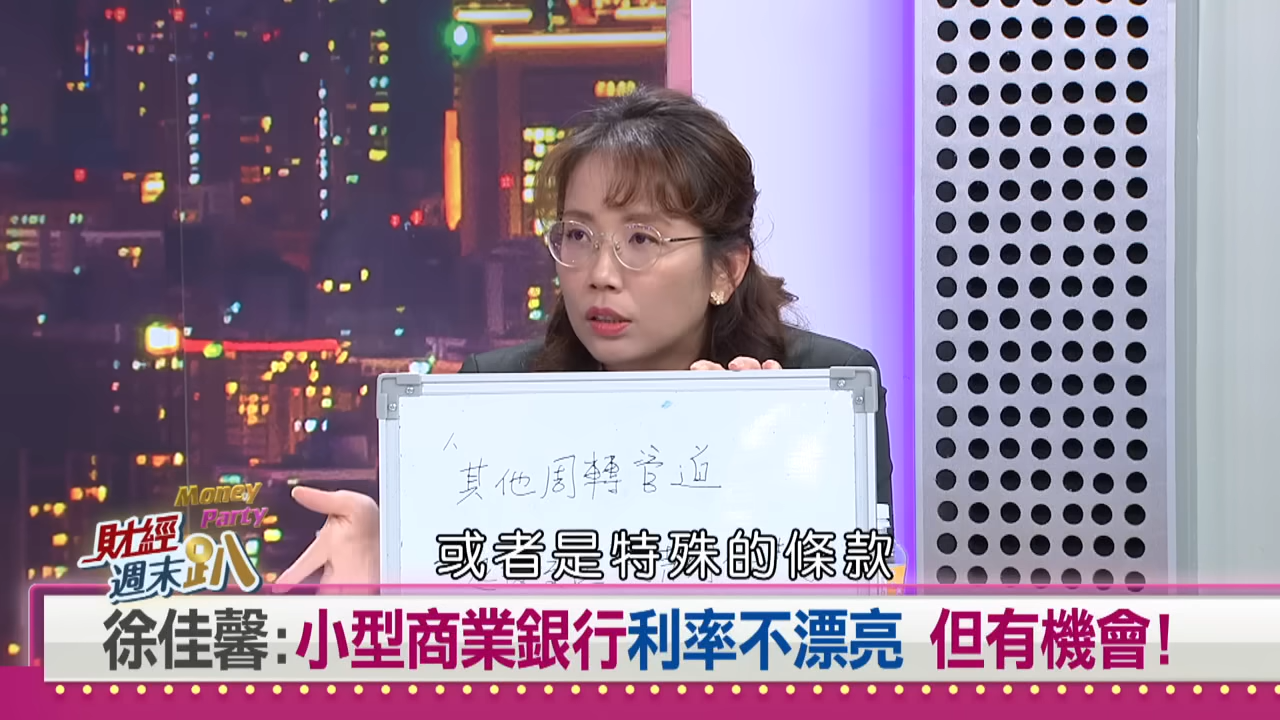 其他周轉管道
或者是特殊的條款
Money
Party
財經
週末趴
徐佳馨:小型商業銀行利率不漂亮 但有機會!